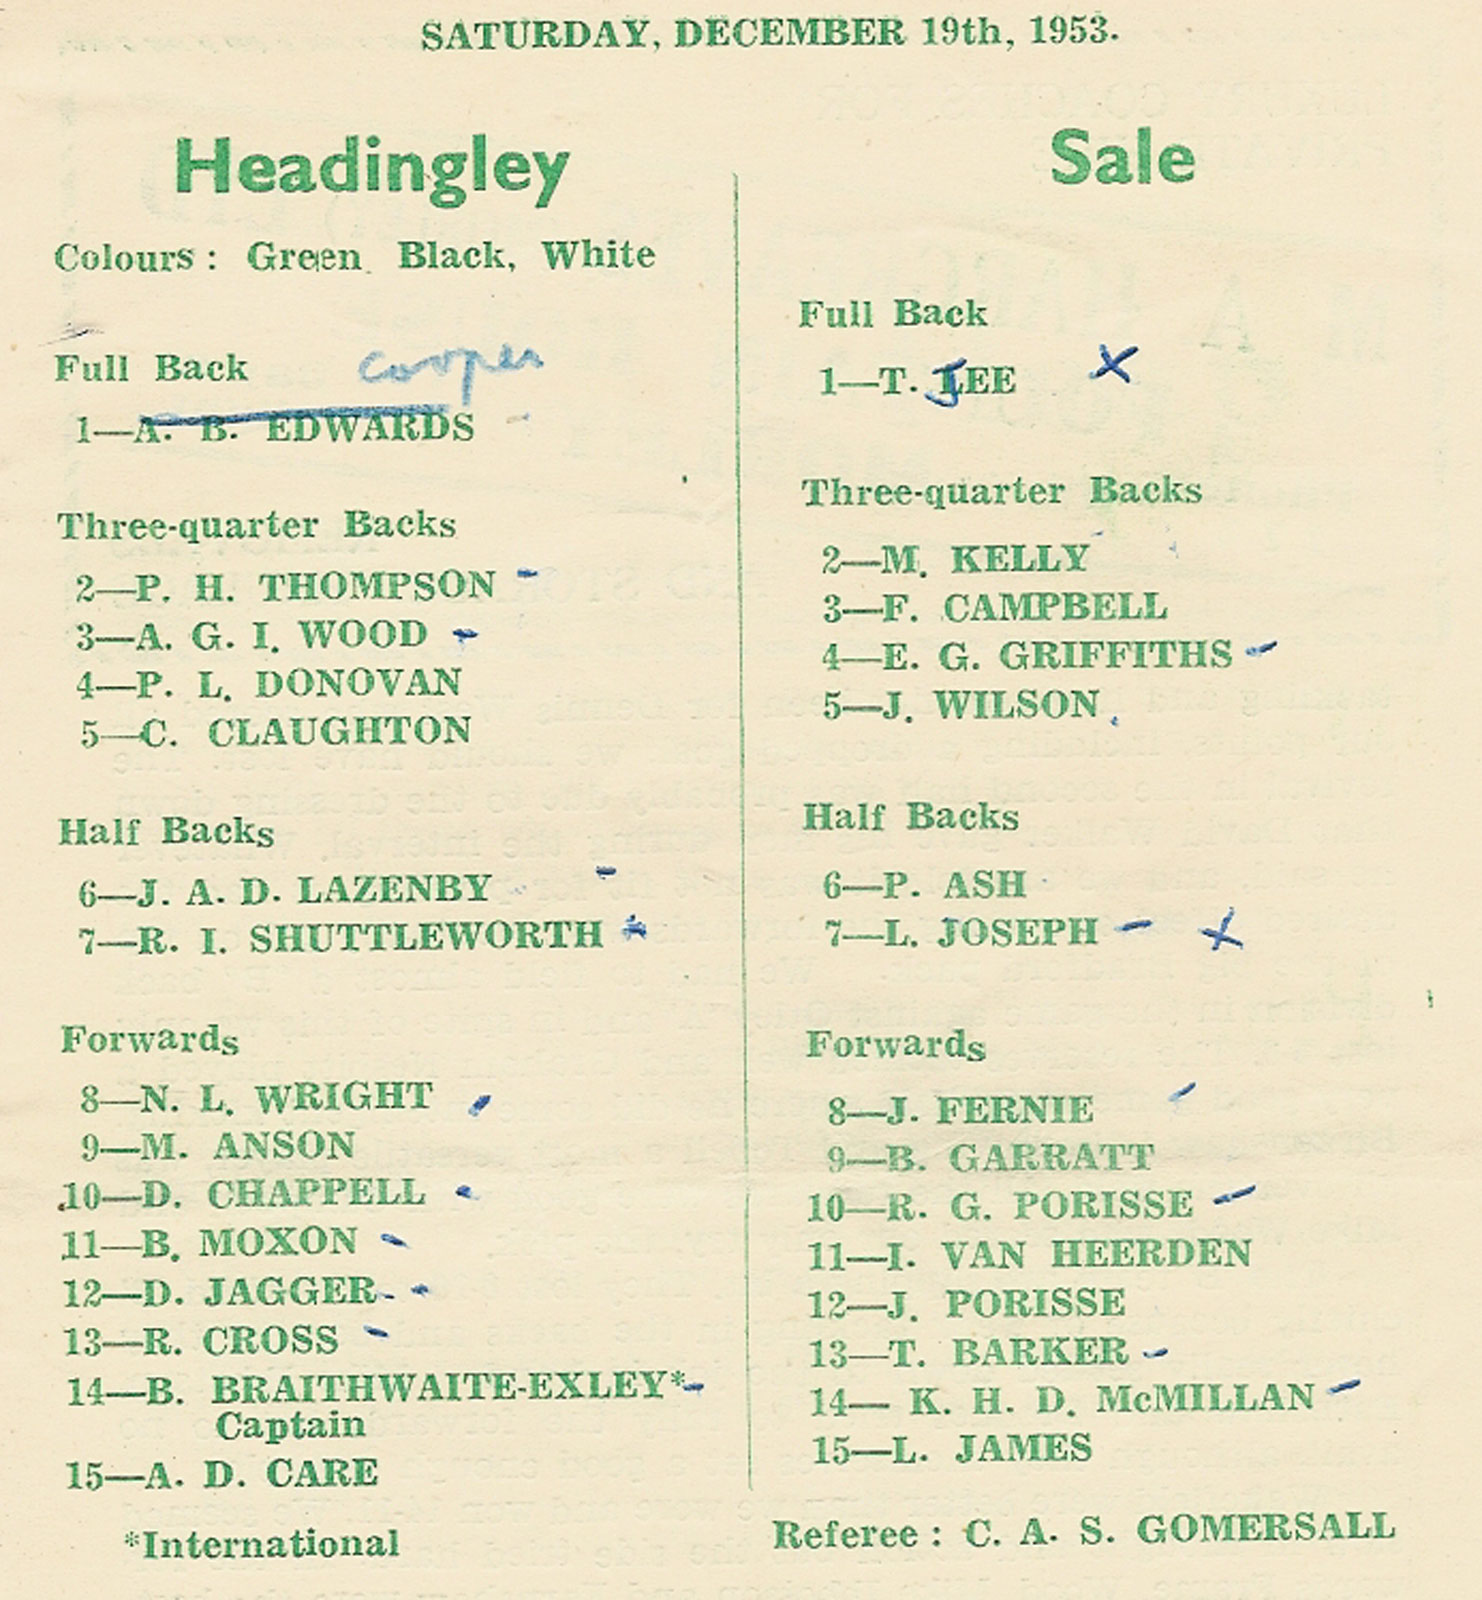 SATURDAY, DECEMBER 19th, 1953.
Headingley
Colours: Green Black, White
Full Back
Cooper
1—A. B. EDWARDS
Three-quarter Backs
2—P. H. THOMPSON
3—A. G. I. WOOD
4—P. L. DONOVAN
5—C. CLAUGHTON
Half Backs
6—J. A. D. LAZENBY
7—R. I. SHUTTLEWORTH *
Forwards
8—N. L. WRIGHT
9—M. ANSON
10—D. CHAPPELL
11—B. MOXON
12—D. JAGGER
13—R. CROSS
14—B. BRAITHWAITE-EXLEY*
Captain
15—A. D. CARE
*International
Sale
Full Back
1—T. LEE X
Three-quarter Backs
2—M. KELLY
3—F. CAMPBELL
4—E. G. GRIFFITHS
5—J. WILSON
Half Backs
6—P. ASH
7—L. JOSEPH X
Forwards
8—J. FERNIE
9—B. GARRATT
10—R. G. PORISSE
11—I. VAN HEERDEN
12—J. PORISSE
13—T. BARKER
14— K. H. D. McMILLAN
15—L. JAMES
Referee: C. A. S. GOMERSALL